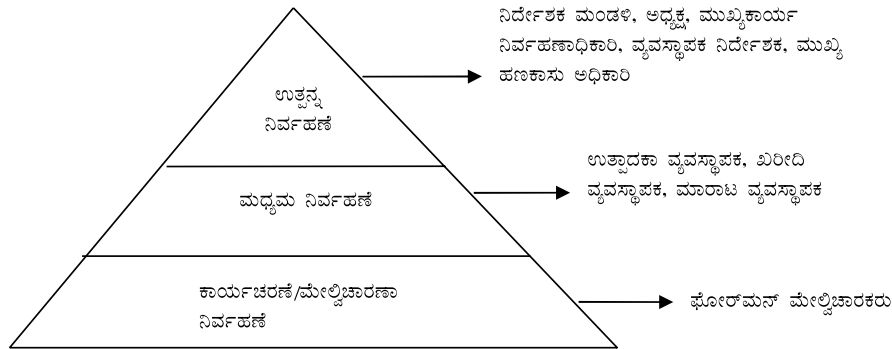 ನಿರ್ದೇಶಕ ಮಂಡಳಿ, ಅಧ್ಯಕ್ಷ, ಮುಖ್ಯಕಾರ್ಯ
ನಿರ್ವಹಣಾಧಿಕಾರಿ, ವ್ಯವಸ್ಥಾಪಕ ನಿರ್ದೇಶಕ, ಮುಖ್ಯ
ಹಣಕಾಸು ಅಧಿಕಾರಿ
ಉತ್ಪನ್ನ
ನಿರ್ವಹಣೆ
ಉತ್ಪಾದಕಾ ವ್ಯವಸ್ಥಾಪಕ, ಖರೀದಿ
ವ್ಯವಸ್ಥಾಪಕ, ಮಾರಾಟ ವ್ಯವಸ್ಥಾಪಕ
ಮಧ್ಯಮ ನಿರ್ವಹಣೆ
ಕಾರ್ಯಚರಣೆ/ಮೇಲ್ವಿಚಾರಣಾ
ನಿರ್ವಹಣೆ
ಫೋರ್‌ಮನ್ ಮೇಲ್ವಿಚಾರಕರು